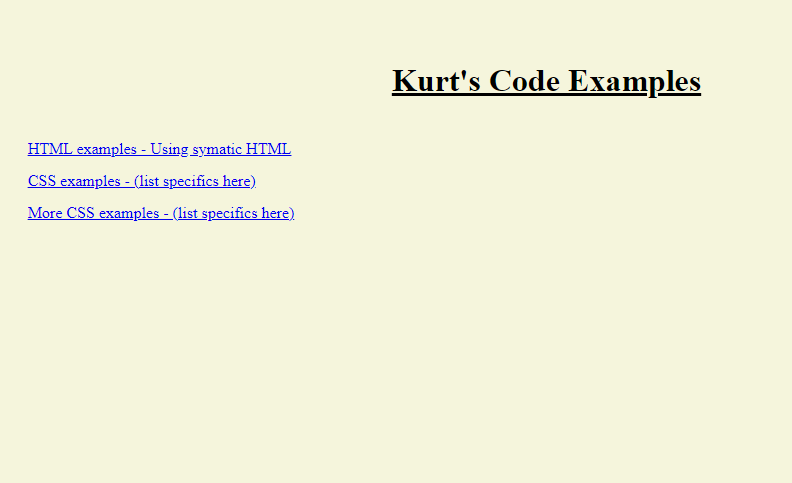 Kurt's Code Examples
HTML examples - Using symatic HTML
CSS examples - (list specifics here)
More CSS examples - (list specifics here)